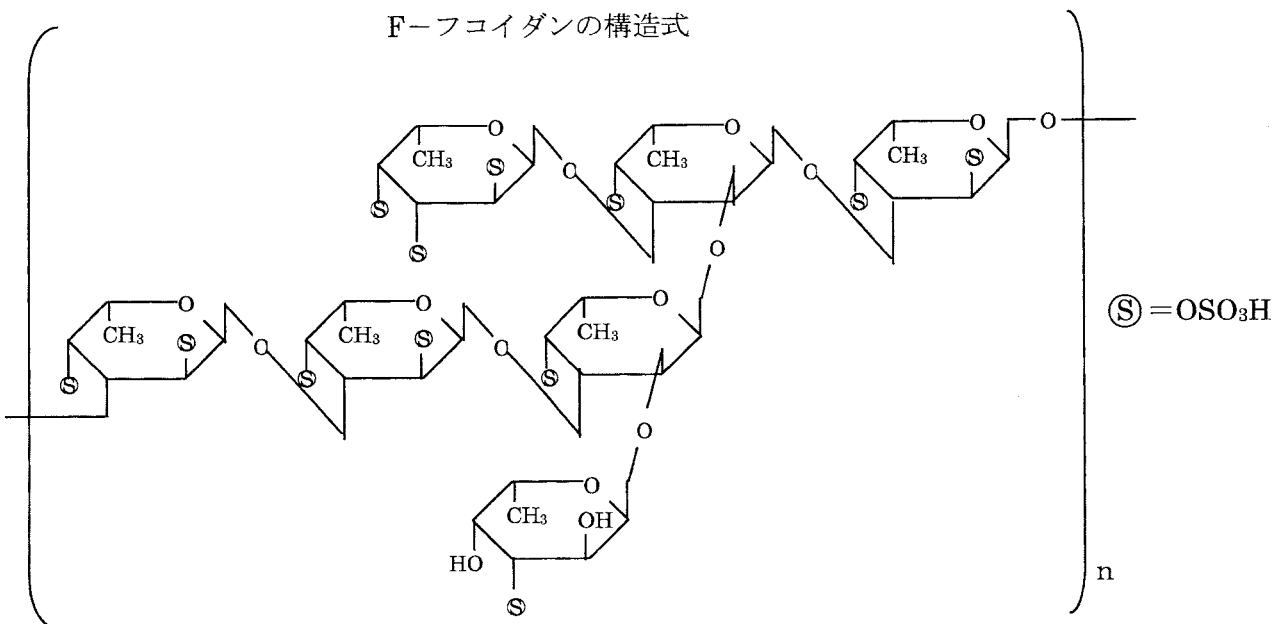 F-フコイダンの構造式
O O O O
CH₃ Ⓢ CH₃ CH₃ Ⓢ
O O
Ⓢ Ⓢ Ⓢ
Ⓢ O
O O O
CH₃ Ⓢ CH₃ Ⓢ CH₃
O O
Ⓢ Ⓢ Ⓢ
Ⓢ=OSO₃H
O
O
CH₃ OH
HO
Ⓢ
n